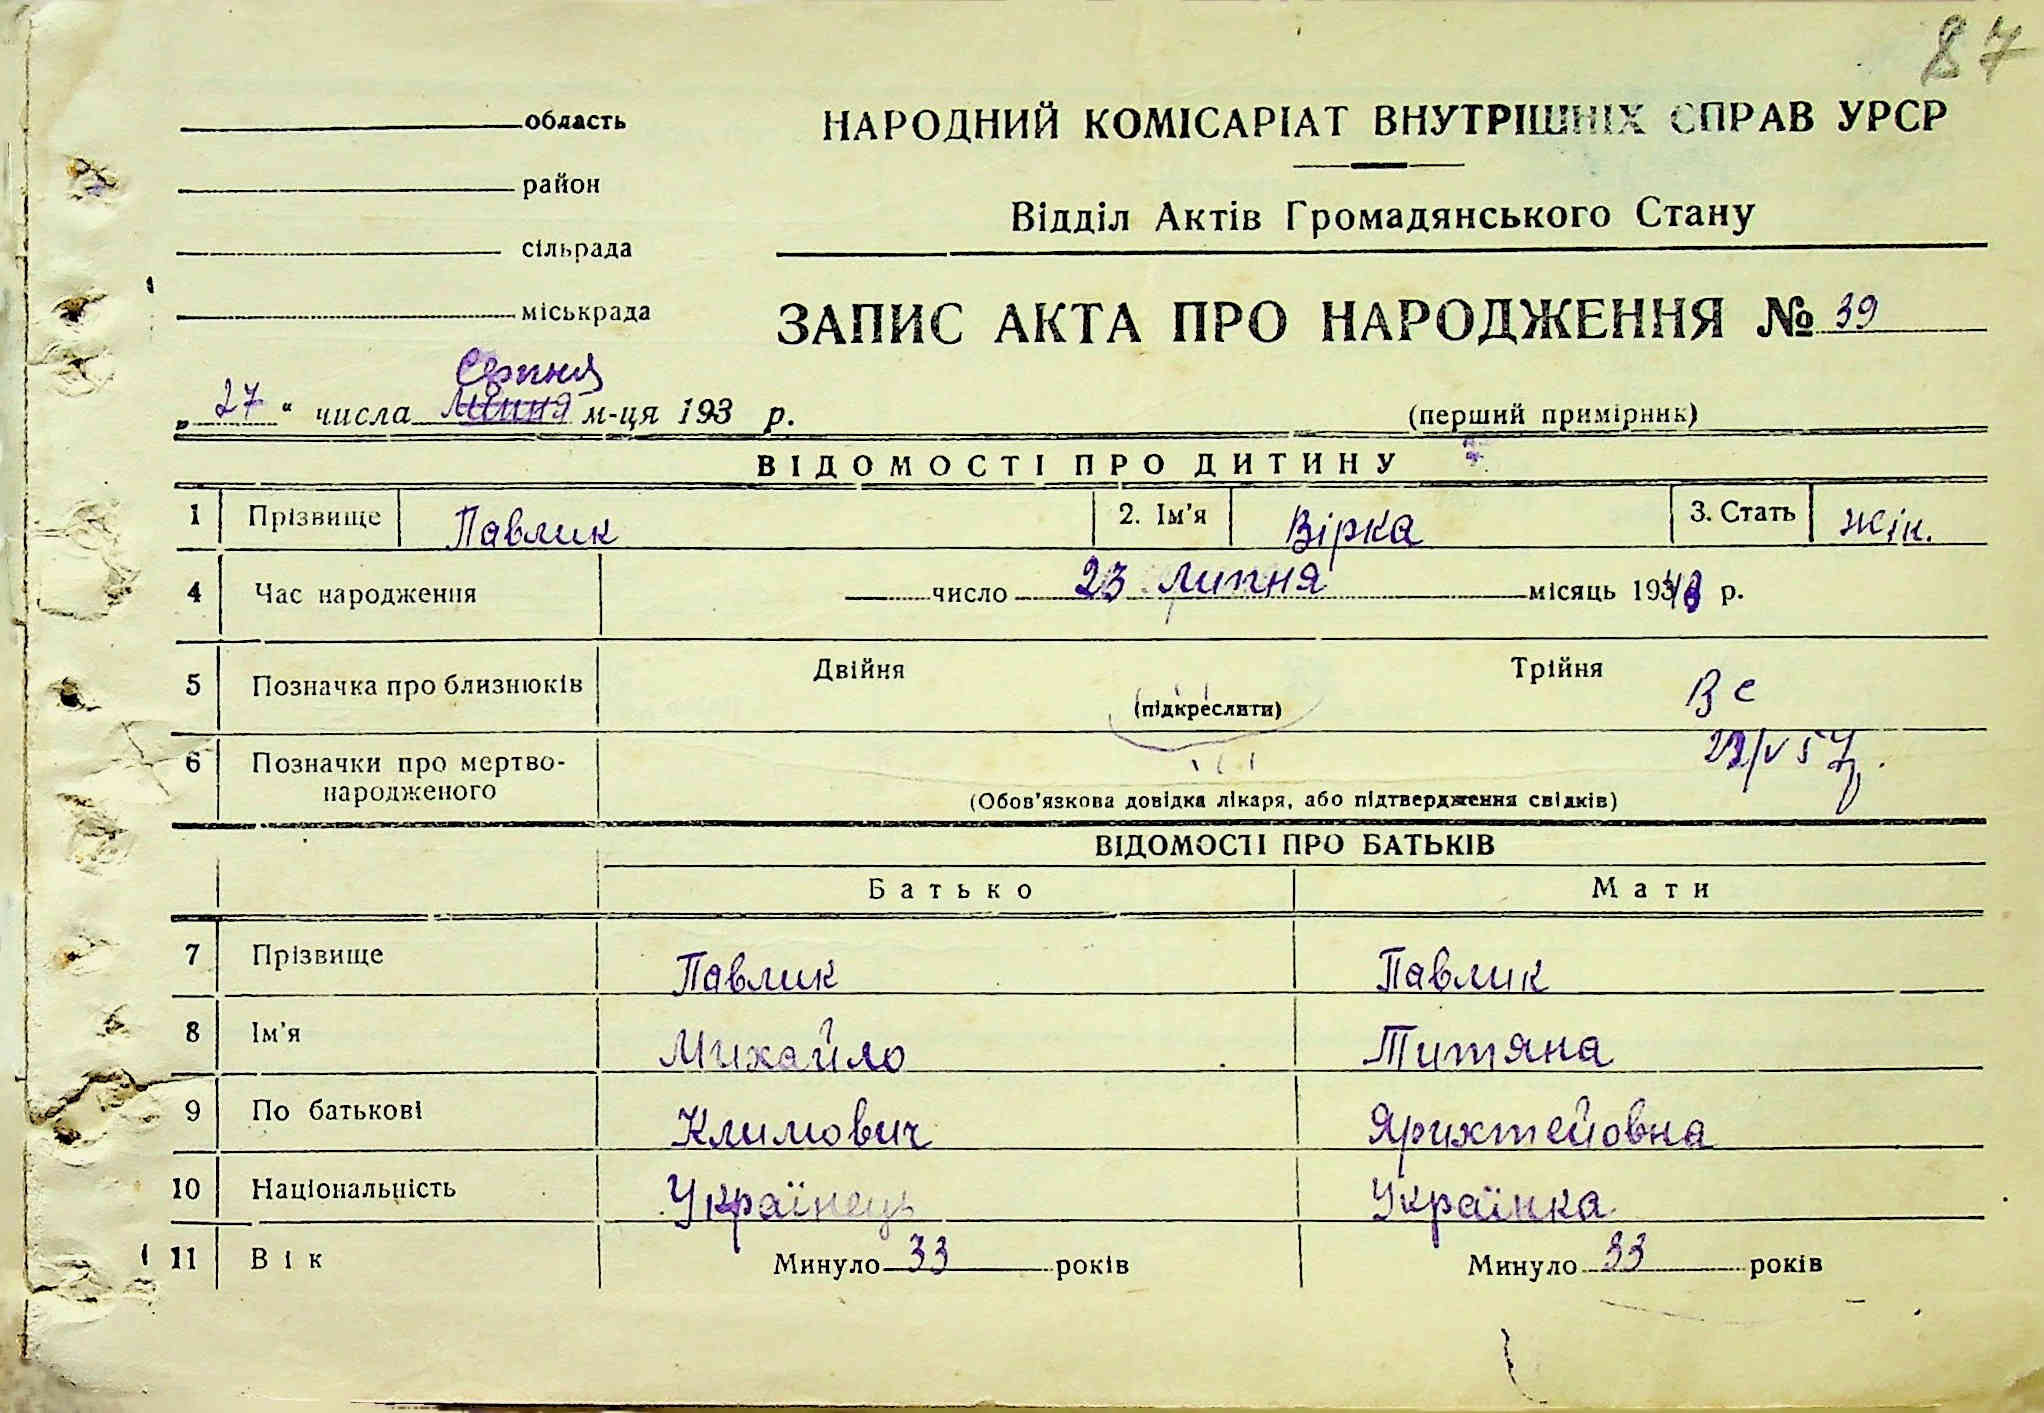 87
область
район
сільрада
міськрада
НАРОДНИЙ КОМІСАРІАТ ВНУТРІШНІХ СПРАВ УРСР
Відділ Актів Громадянського Стану
ЗАПИС АКТА ПРО НАРОДЖЕННЯ № 39
Серпня
„27“ числа Липня м-ця 193 р.
(перший примірник)
ВІДОМОСТІ ПРО ДИТИНУ
1 Прізвище Павлик 2. Ім'я Вірка 3. Стать жін.
4 Час народження число 23 липня місяць 193 р.
5 Позначка про близнюків Двійня (підкреслити) Трійня
6 Позначки про мертвонародженого
(Обов'язкова довідка лікаря, або підтвердження свідків)
ВІДОМОСТІ ПРО БАТЬКІВ
Батько Мати
7 Прізвище Павлик Павлик
8 Ім'я Михайло Титяна
9 По батькові Климович Ярихтейовна
10 Національність Українець Українка
11 Вік Минуло 33 років Минуло 33 років